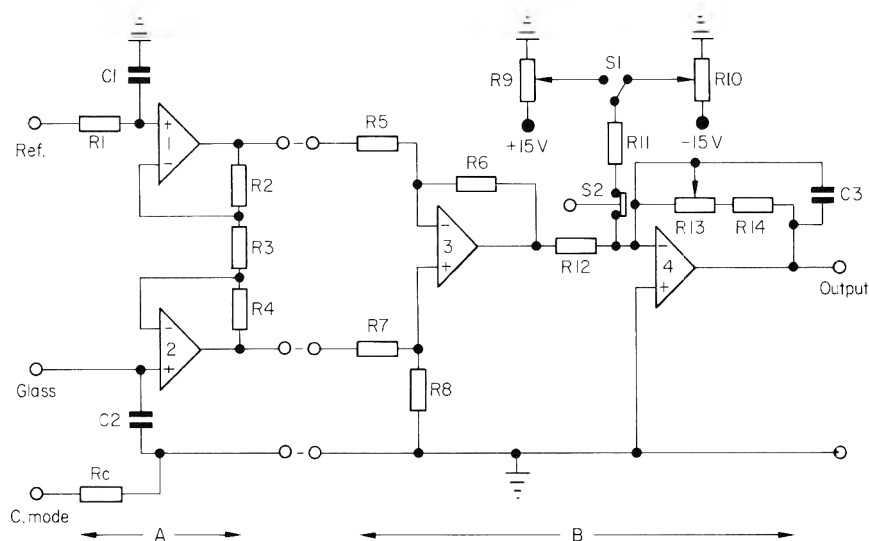 C1
Ref.
R1
+
1
−
R2
R3
R4
−
2
+
Glass
C2
Rc
C.mode
A
R5
R6
−
3
+
R7
R8
R9
S1
R10
+15V
R11
−15V
S2
R12
R13
R14
C3
−
4
+
Output
B